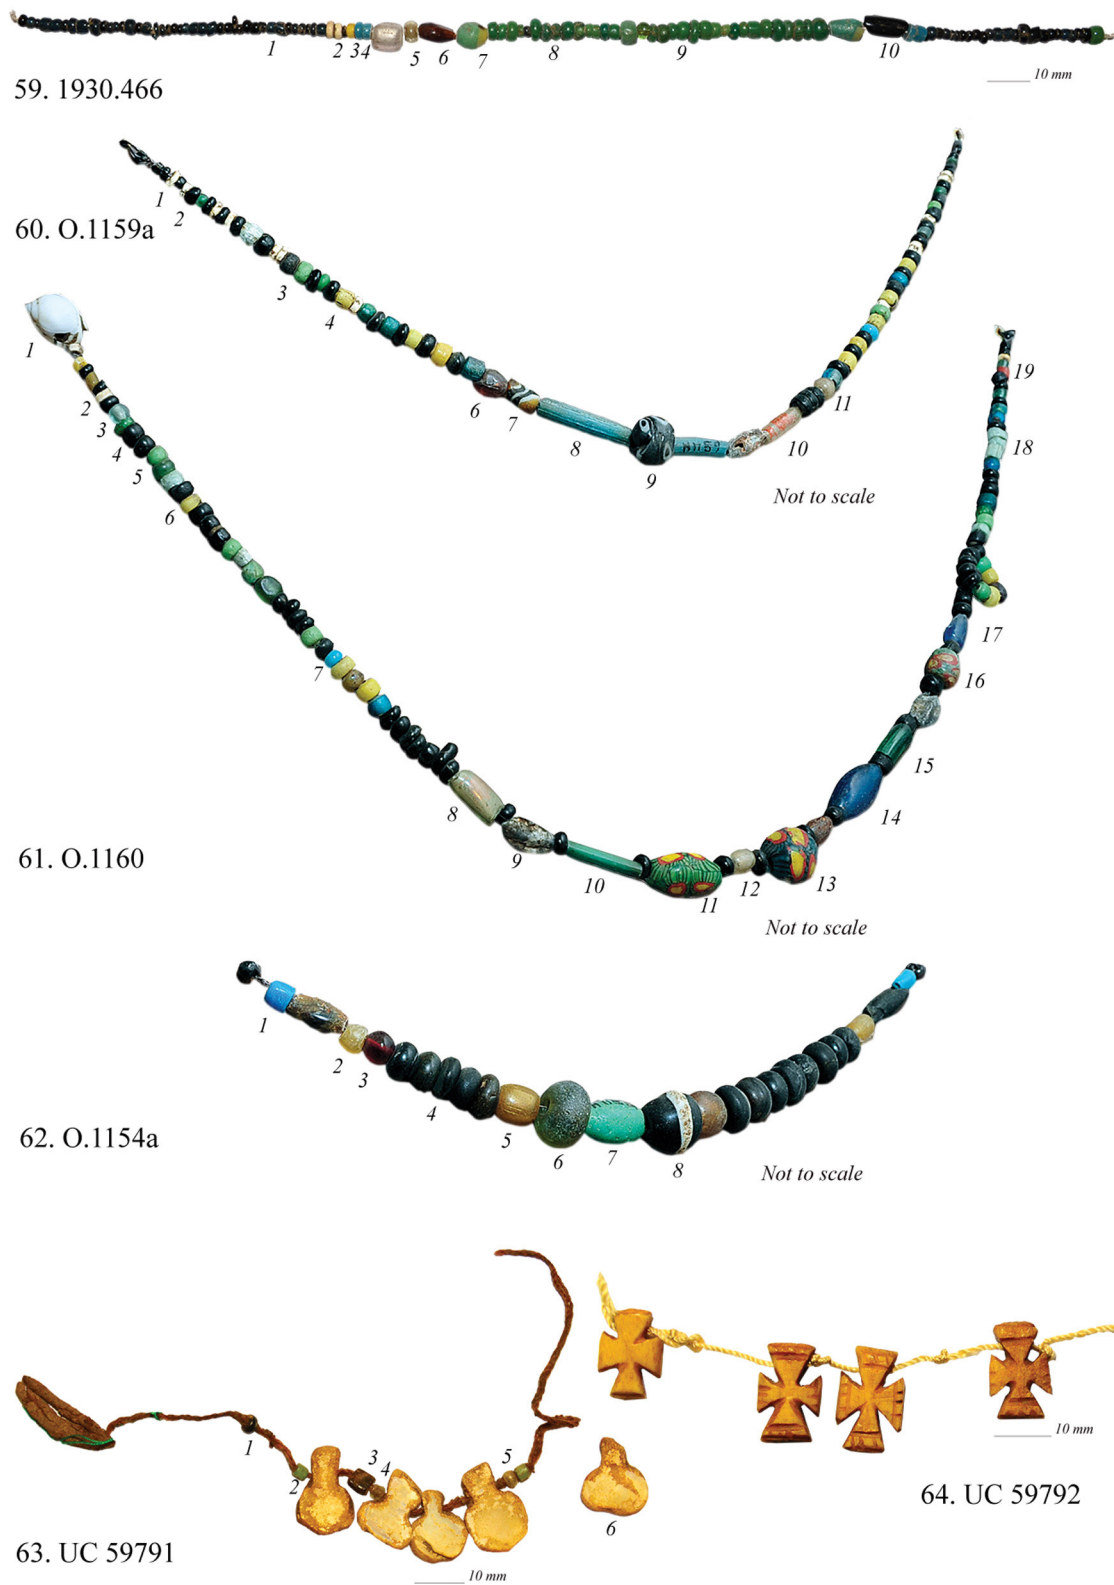 1 2 3 4 5 6 7 8 9 10
10 mm
59. 1930.466
1 2 3 4 6 7 8 9 10 11
60. O.1159a
Not to scale
1 2 3 4 5 6 7 8 9 10 11 12 13 14 15 16 17 18 19
61. O.1160
Not to scale
1 2 3 4 5 6 7 8
62. O.1154a
Not to scale
1 2 3 4 5 6
63. UC 59791
10 mm
10 mm
64. UC 59792